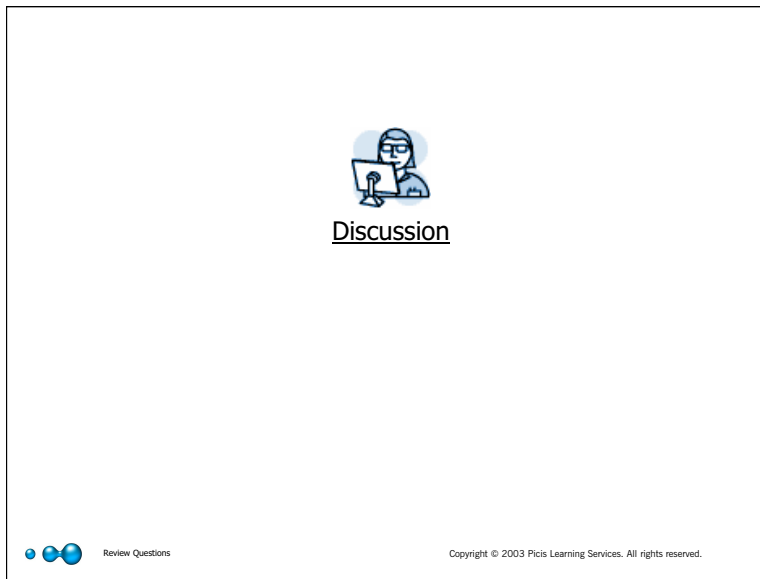 Discussion
Review Questions
Copyright © 2003 Picis Learning Services. All rights reserved.